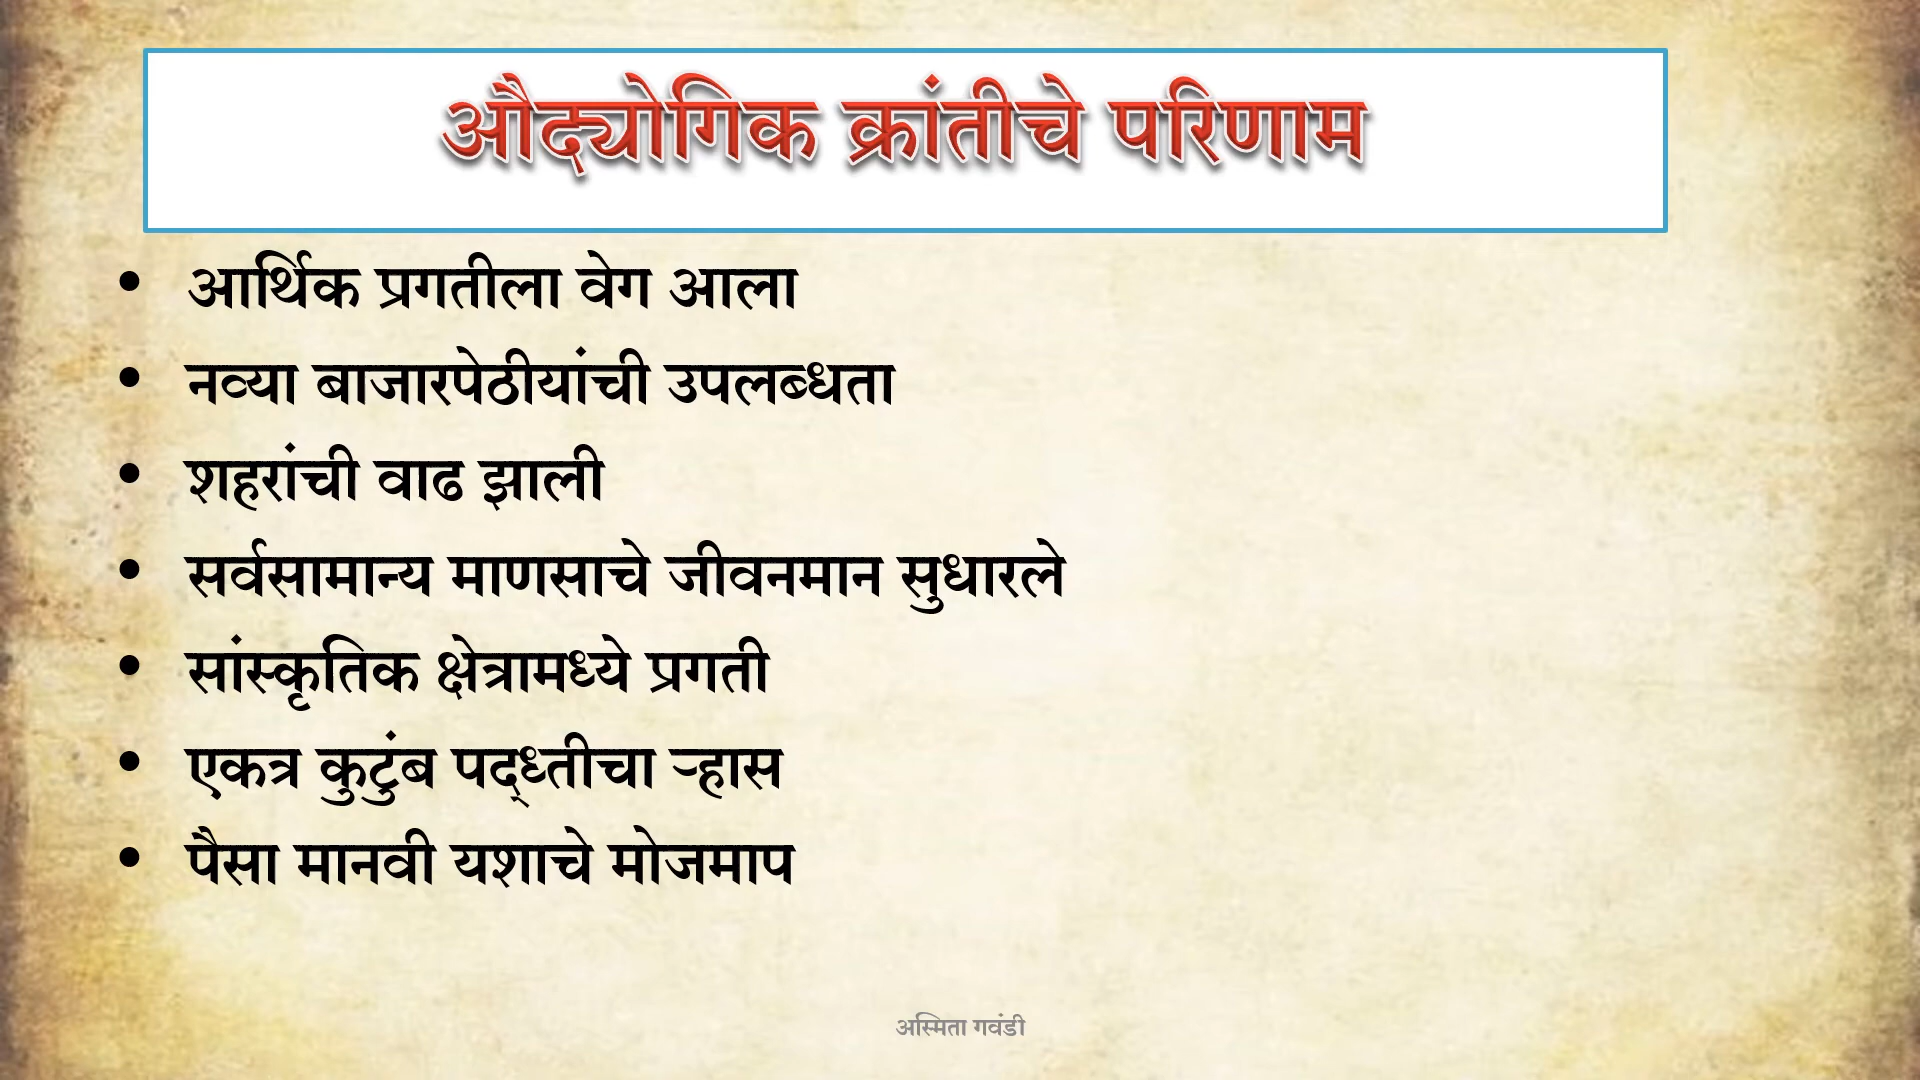 औद्योगिक क्रांतीचे परिणाम
• आर्थिक प्रगतीला वेग आला
• नव्या बाजारपेठीयांची उपलब्धता
• शहरांची वाढ झाली
• सर्वसामान्य माणसाचे जीवनमान सुधारले
• सांस्कृतिक क्षेत्रामध्ये प्रगती
• एकत्र कुटुंब पद्ध्तीचा ऱ्हास
• पैसा मानवी यशाचे मोजमाप
अस्मिता गवंडी